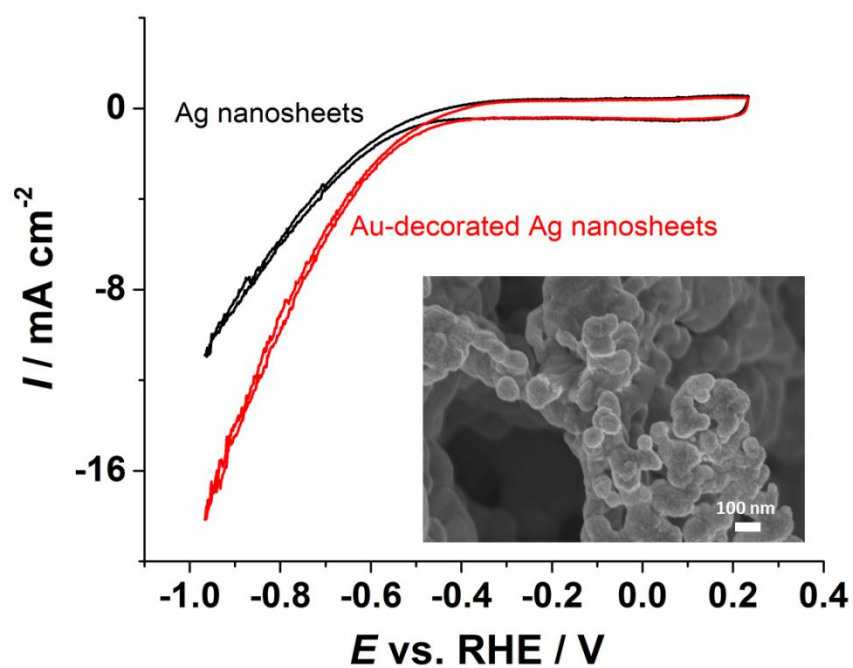 I / mA cm-2
0
-8
-16
Ag nanosheets
Au-decorated Ag nanosheets
100 nm
-1.0 -0.8 -0.6 -0.4 -0.2 0.0 0.2 0.4
E vs. RHE / V